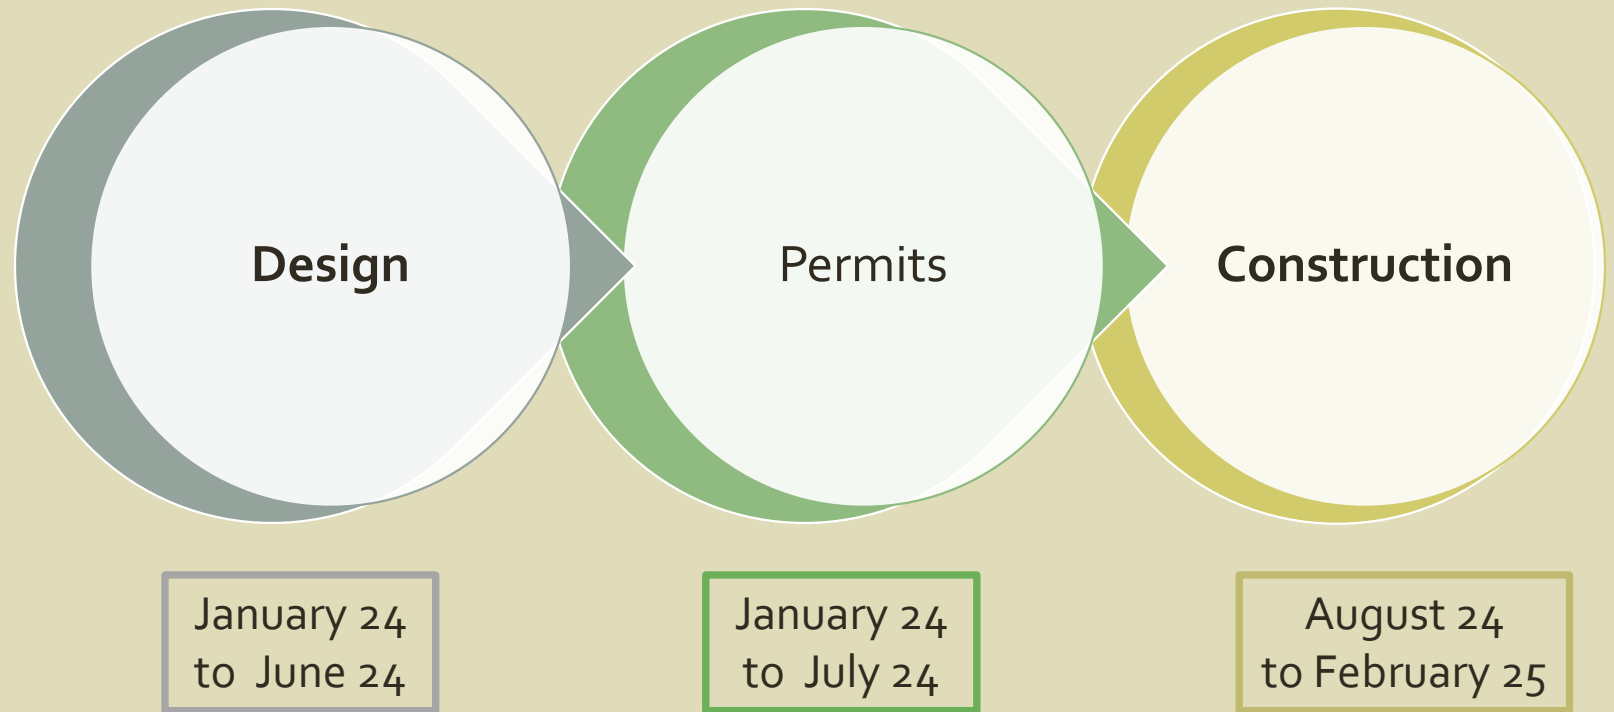 Design
Permits
Construction
January 24
to June 24
January 24
to July 24
August 24
to February 25